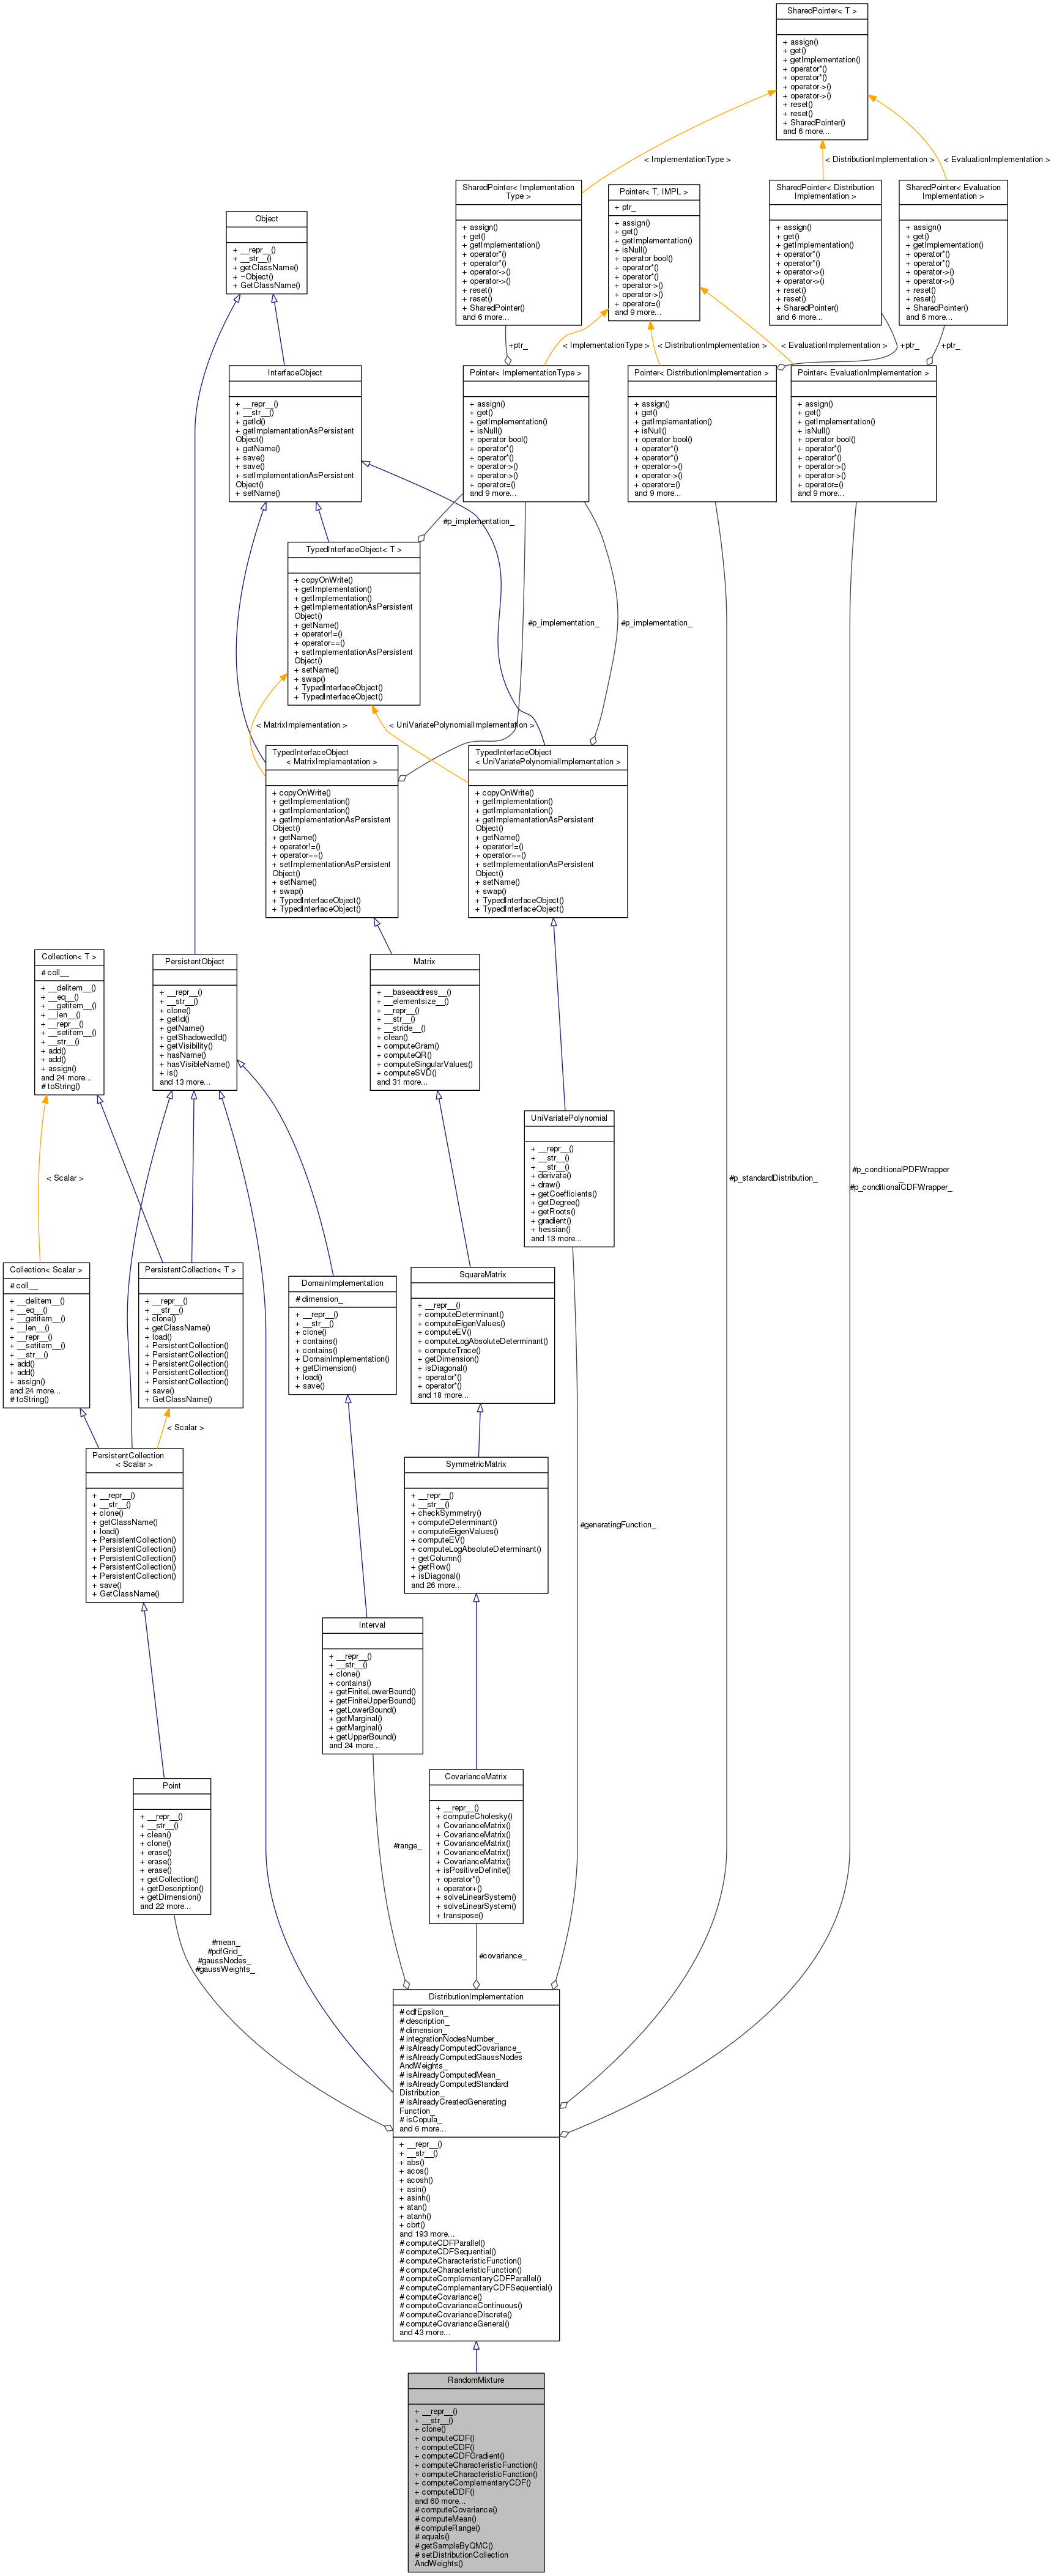 SharedPointer< T >
+ assign()
+ get()
+ getImplementation()
+ operator*()
+ operator*()
+ operator->()
+ operator->()
+ reset()
+ reset()
+ SharedPointer()
and 6 more...
< ImplementationType >
< DistributionImplementation >
< EvaluationImplementation >
SharedPointer< Implementation
Type >
+ assign()
+ get()
+ getImplementation()
+ operator*()
+ operator*()
+ operator->()
+ operator->()
+ reset()
+ reset()
+ SharedPointer()
and 6 more...
Pointer< T, IMPL >
+ ptr_
+ assign()
+ get()
+ getImplementation()
+ isNull()
+ operator bool()
+ operator*()
+ operator*()
+ operator->()
+ operator->()
+ operator=()
and 9 more...
SharedPointer< Distribution
Implementation >
+ assign()
+ get()
+ getImplementation()
+ operator*()
+ operator*()
+ operator->()
+ operator->()
+ reset()
+ reset()
+ SharedPointer()
and 6 more...
SharedPointer< Evaluation
Implementation >
+ assign()
+ get()
+ getImplementation()
+ operator*()
+ operator*()
+ operator->()
+ operator->()
+ reset()
+ reset()
+ SharedPointer()
and 6 more...
Object
+ __repr__()
+ __str__()
+ getClassName()
+ ~Object()
+ GetClassName()
+ptr_
< ImplementationType >
< DistributionImplementation >
< EvaluationImplementation >
+ptr_
+ptr_
InterfaceObject
+ __repr__()
+ __str__()
+ getId()
+ getImplementationAsPersistent
Object()
+ getName()
+ save()
+ save()
+ setImplementationAsPersistent
Object()
+ setName()
Pointer< ImplementationType >
+ assign()
+ get()
+ getImplementation()
+ isNull()
+ operator bool()
+ operator*()
+ operator*()
+ operator->()
+ operator->()
+ operator=()
and 9 more...
Pointer< DistributionImplementation >
+ assign()
+ get()
+ getImplementation()
+ isNull()
+ operator bool()
+ operator*()
+ operator*()
+ operator->()
+ operator->()
+ operator=()
and 9 more...
Pointer< EvaluationImplementation >
+ assign()
+ get()
+ getImplementation()
+ isNull()
+ operator bool()
+ operator*()
+ operator*()
+ operator->()
+ operator->()
+ operator=()
and 9 more...
#p_implementation_
TypedInterfaceObject< T >
+ copyOnWrite()
+ getImplementation()
+ getImplementation()
+ getImplementationAsPersistent
Object()
+ getName()
+ operator!=()
+ operator==()
+ setImplementationAsPersistent
Object()
+ setName()
+ swap()
+ TypedInterfaceObject()
+ TypedInterfaceObject()
#p_implementation_
#p_implementation_
< MatrixImplementation >
< UniVariatePolynomialImplementation >
TypedInterfaceObject
< MatrixImplementation >
+ copyOnWrite()
+ getImplementation()
+ getImplementation()
+ getImplementationAsPersistent
Object()
+ getName()
+ operator!=()
+ operator==()
+ setImplementationAsPersistent
Object()
+ setName()
+ swap()
+ TypedInterfaceObject()
+ TypedInterfaceObject()
TypedInterfaceObject
< UniVariatePolynomialImplementation >
+ copyOnWrite()
+ getImplementation()
+ getImplementation()
+ getImplementationAsPersistent
Object()
+ getName()
+ operator!=()
+ operator==()
+ setImplementationAsPersistent
Object()
+ setName()
+ swap()
+ TypedInterfaceObject()
+ TypedInterfaceObject()
Collection< T >
# coll__
+ __delitem__()
+ __eq__()
+ __getitem__()
+ __len__()
+ __repr__()
+ __setitem__()
+ __str__()
+ add()
+ add()
+ assign()
and 24 more...
# toString()
PersistentObject
+ __repr__()
+ __str__()
+ clone()
+ getId()
+ getName()
+ getShadowedId()
+ getVisibility()
+ hasName()
+ hasVisibleName()
+ is()
and 13 more...
Matrix
+ __baseaddress__()
+ __elementsize__()
+ __repr__()
+ __str__()
+ __stride__()
+ clean()
+ computeGram()
+ computeQR()
+ computeSingularValues()
+ computeSVD()
and 31 more...
UniVariatePolynomial
+ __repr__()
+ __str__()
+ __str__()
+ derivate()
+ draw()
+ getCoefficients()
+ getDegree()
+ getRoots()
+ gradient()
+ hessian()
and 13 more...
< Scalar >
#p_standardDistribution_
#p_conditionalPDFWrapper
_
#p_conditionalCDFWrapper_
Collection< Scalar >
# coll__
+ __delitem__()
+ __eq__()
+ __getitem__()
+ __len__()
+ __repr__()
+ __setitem__()
+ __str__()
+ add()
+ add()
+ assign()
and 24 more...
# toString()
PersistentCollection< T >
+ __repr__()
+ __str__()
+ clone()
+ getClassName()
+ load()
+ PersistentCollection()
+ PersistentCollection()
+ PersistentCollection()
+ PersistentCollection()
+ PersistentCollection()
+ save()
+ GetClassName()
DomainImplementation
# dimension_
+ __repr__()
+ __str__()
+ clone()
+ contains()
+ contains()
+ DomainImplementation()
+ getDimension()
+ load()
+ save()
SquareMatrix
+ __repr__()
+ computeDeterminant()
+ computeEigenValues()
+ computeEV()
+ computeLogAbsoluteDeterminant()
+ computeTrace()
+ getDimension()
+ isDiagonal()
+ operator*()
+ operator*()
and 18 more...
< Scalar >
PersistentCollection
< Scalar >
+ __repr__()
+ __str__()
+ clone()
+ getClassName()
+ load()
+ PersistentCollection()
+ PersistentCollection()
+ PersistentCollection()
+ PersistentCollection()
+ PersistentCollection()
+ save()
+ GetClassName()
SymmetricMatrix
+ __repr__()
+ __str__()
+ checkSymmetry()
+ computeDeterminant()
+ computeEigenValues()
+ computeEV()
+ computeLogAbsoluteDeterminant()
+ getColumn()
+ getRow()
+ isDiagonal()
and 26 more...
#generatingFunction_
Interval
+ __repr__()
+ __str__()
+ clone()
+ contains()
+ getFiniteLowerBound()
+ getFiniteUpperBound()
+ getLowerBound()
+ getMarginal()
+ getMarginal()
+ getUpperBound()
and 24 more...
Point
+ __repr__()
+ __str__()
+ clean()
+ clone()
+ erase()
+ erase()
+ erase()
+ getCollection()
+ getDescription()
+ getDimension()
and 22 more...
CovarianceMatrix
+ __repr__()
+ computeCholesky()
+ CovarianceMatrix()
+ CovarianceMatrix()
+ CovarianceMatrix()
+ CovarianceMatrix()
+ CovarianceMatrix()
+ isPositiveDefinite()
+ operator*()
+ operator+()
+ solveLinearSystem()
+ solveLinearSystem()
+ transpose()
#range_
#mean_
#pdfGrid_
#gaussNodes_
#gaussWeights_
#covariance_
DistributionImplementation
# cdfEpsilon_
# description_
# dimension_
# integrationNodesNumber_
# isAlreadyComputedCovariance_
# isAlreadyComputedGaussNodes
AndWeights_
# isAlreadyComputedMean_
# isAlreadyComputedStandard
Distribution_
# isAlreadyCreatedGenerating
Function_
# isCopula_
and 6 more...
+ __repr__()
+ __str__()
+ abs()
+ acos()
+ acosh()
+ asin()
+ asinh()
+ atan()
+ atanh()
+ cbrt()
and 193 more...
# computeCDFParallel()
# computeCDFSequential()
# computeCharacteristicFunction()
# computeCharacteristicFunction()
# computeComplementaryCDFParallel()
# computeComplementaryCDFSequential()
# computeCovariance()
# computeCovarianceContinuous()
# computeCovarianceDiscrete()
# computeCovarianceGeneral()
and 43 more...
RandomMixture
+ __repr__()
+ __str__()
+ clone()
+ computeCDF()
+ computeCDF()
+ computeCDFGradient()
+ computeCharacteristicFunction()
+ computeCharacteristicFunction()
+ computeComplementaryCDF()
+ computeDDF()
and 60 more...
# computeCovariance()
# computeMean()
# computeRange()
# equals()
# getSampleByQMC()
# setDistributionCollection
AndWeights()